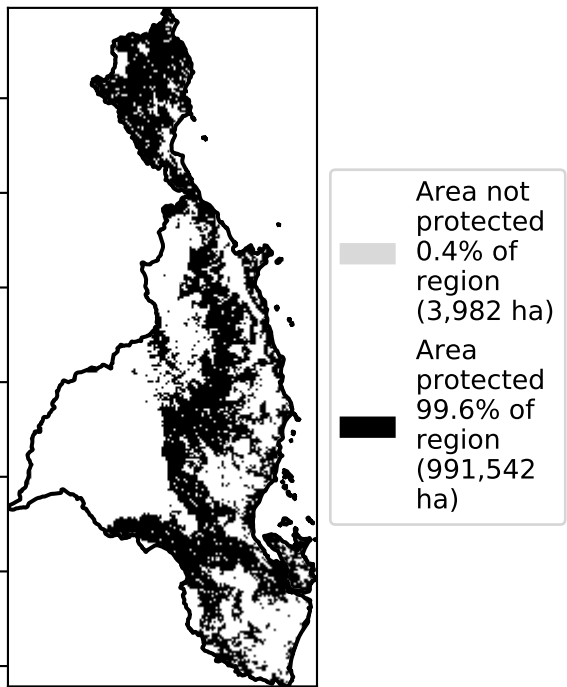 Area not
protected
0.4% of
region
(3,982 ha)
Area
protected
99.6% of
region
(991,542
ha)